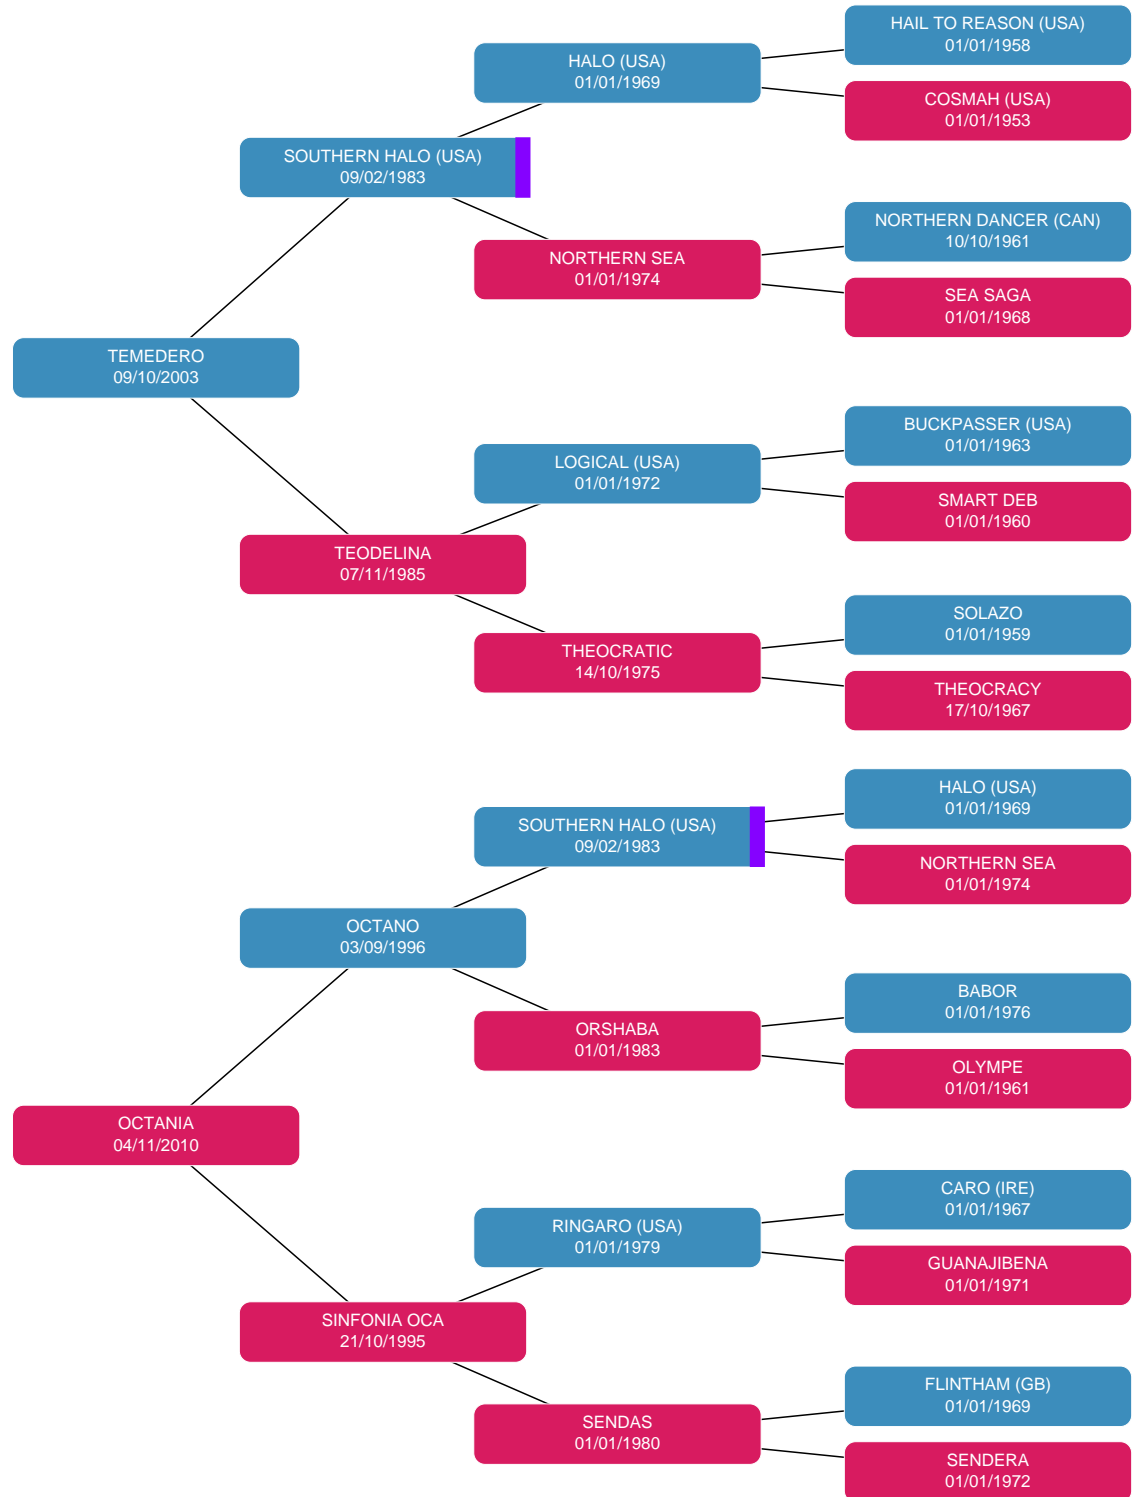 HAIL TO REASON (USA)
01/01/1958
HALO (USA)
01/01/1969
COSMAH (USA)
01/01/1953
SOUTHERN HALO (USA)
09/02/1983
NORTHERN DANCER (CAN)
10/10/1961
NORTHERN SEA
01/01/1974
SEA SAGA
01/01/1968
TEMEDERO
09/10/2003
BUCKPASSER (USA)
01/01/1963
LOGICAL (USA)
01/01/1972
SMART DEB
01/01/1960
TEODELINA
07/11/1985
SOLAZO
01/01/1959
THEOCRATIC
14/10/1975
THEOCRACY
17/10/1967
HALO (USA)
01/01/1969
SOUTHERN HALO (USA)
09/02/1983
NORTHERN SEA
01/01/1974
OCTANO
03/09/1996
BABOR
01/01/1976
ORSHABA
01/01/1983
OLYMPE
01/01/1961
OCTANIA
04/11/2010
CARO (IRE)
01/01/1967
RINGARO (USA)
01/01/1979
GUANAJIBENA
01/01/1971
SINFONIA OCA
21/10/1995
FLINTHAM (GB)
01/01/1969
SENDAS
01/01/1980
SENDERA
01/01/1972